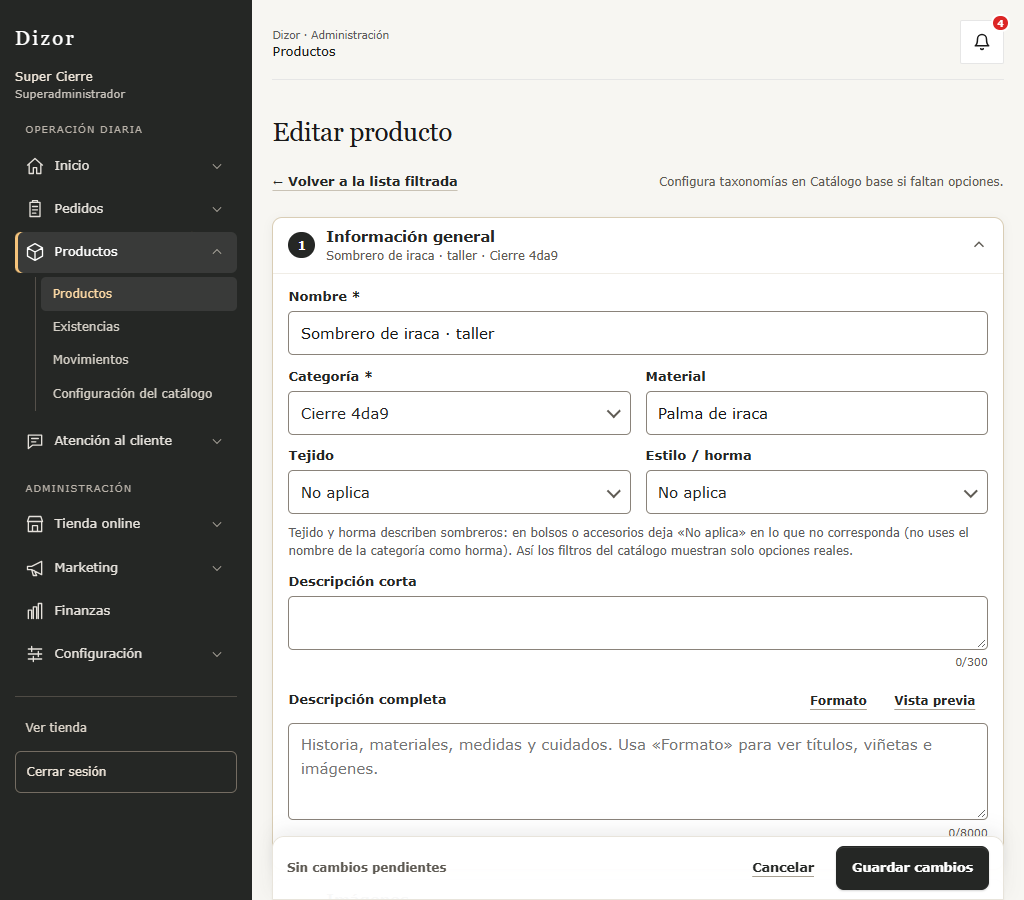 Dizor
Super Cierre
Superadministrador
OPERACIÓN DIARIA
Inicio
Pedidos
Productos
Productos
Existencias
Movimientos
Configuración del catálogo
Atención al cliente
ADMINISTRACIÓN
Tienda online
Marketing
Finanzas
Configuración
Ver tienda
Cerrar sesión
Dizor · Administración
Productos
4
Editar producto
← Volver a la lista filtrada
Configura taxonomías en Catálogo base si faltan opciones.
1
Información general
Sombrero de iraca · taller · Cierre 4da9
Nombre *
Sombrero de iraca · taller
Categoría *
Material
Cierre 4da9
Palma de iraca
Tejido
Estilo / horma
No aplica
No aplica
Tejido y horma describen sombreros: en bolsos o accesorios deja «No aplica» en lo que no corresponda (no uses el
nombre de la categoría como horma). Así los filtros del catálogo muestran solo opciones reales.
Descripción corta
0/300
Descripción completa
Formato
Vista previa
Historia, materiales, medidas y cuidados. Usa «Formato» para ver títulos, viñetas e
imágenes.
0/8000
Sin cambios pendientes
Cancelar
Guardar cambios